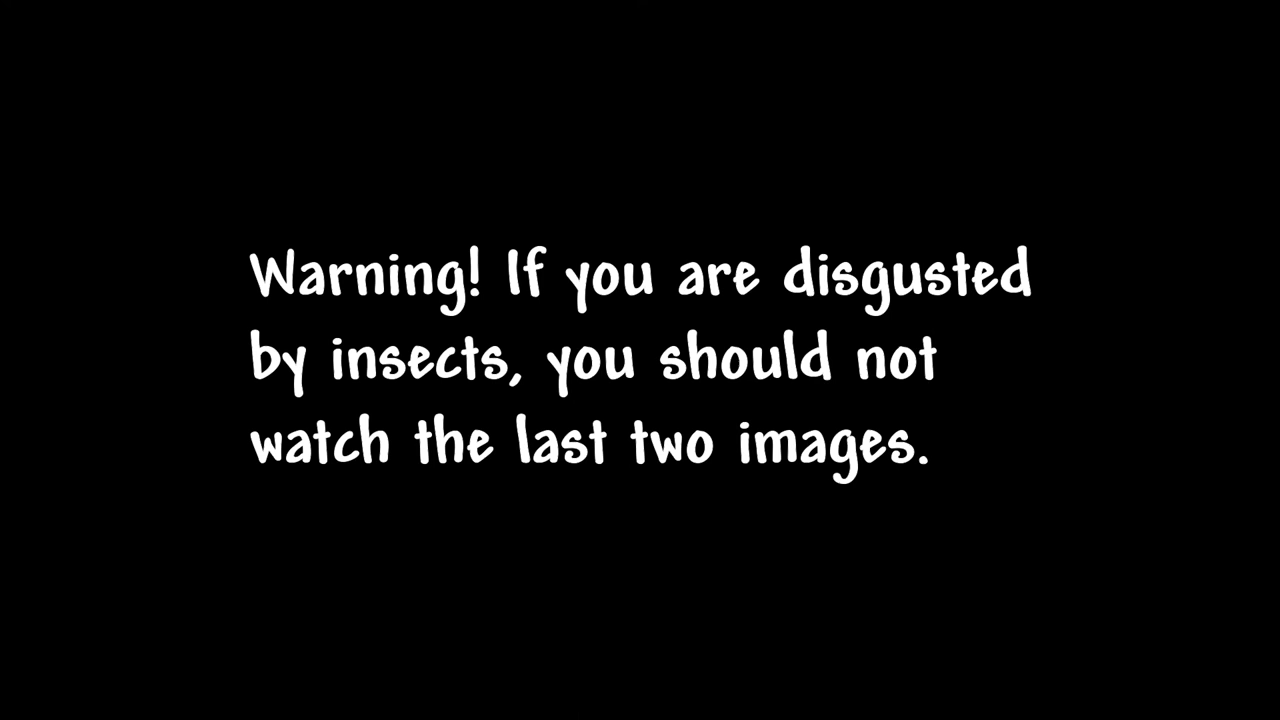 Warning! If you are disgusted
by insects, you should not
watch the last two images.